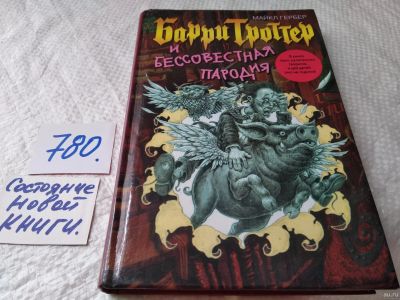 МАЙКЛ ГЕРБЕР
БАРРИ ТРОТТЕР
И
БЕССОВЕСТНАЯ
ПАРОДИЯ
780.
Состояние
новой
книги.